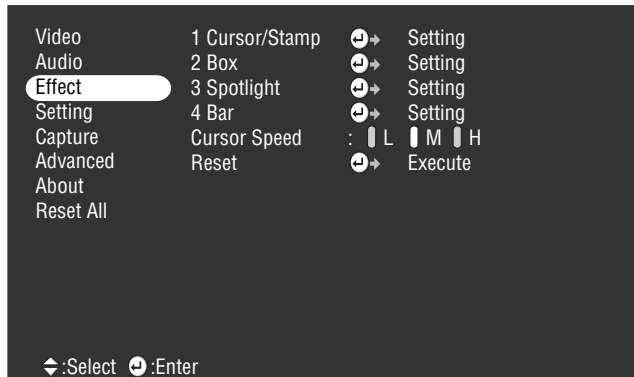 Video
Audio
Effect
Setting
Capture
Advanced
About
Reset All
1 Cursor/Stamp Setting
2 Box Setting
3 Spotlight Setting
4 Bar Setting
Cursor Speed : L M H
Reset Execute
:Select :Enter